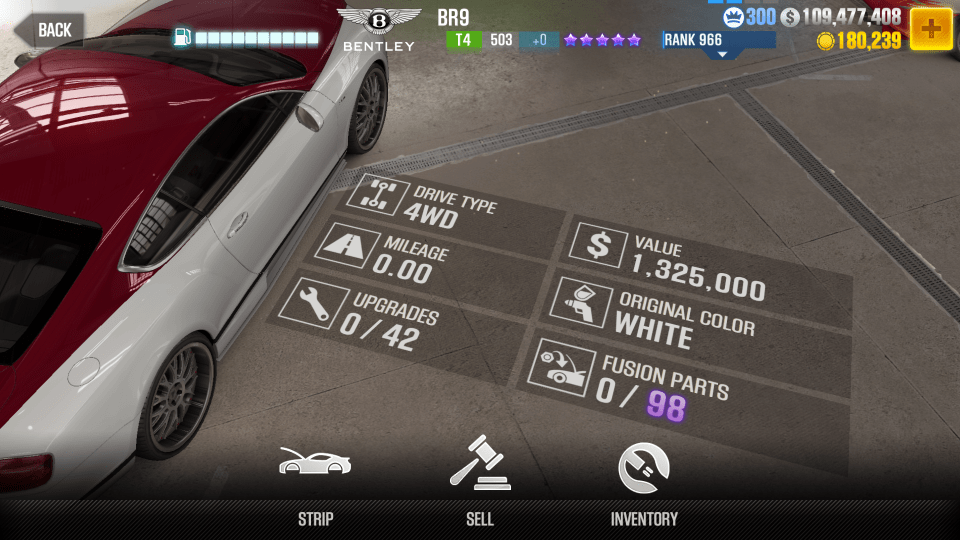 BACK
B
BENTLEY
BR9
T4 503 +0
RANK 966
300 $ 109,477,408
180,239
DRIVE TYPE
4WD
MILEAGE
0.00
UPGRADES
0 / 42
$
VALUE
1,325,000
ORIGINAL COLOR
WHITE
FUSION PARTS
0 / 98
STRIP
SELL
INVENTORY